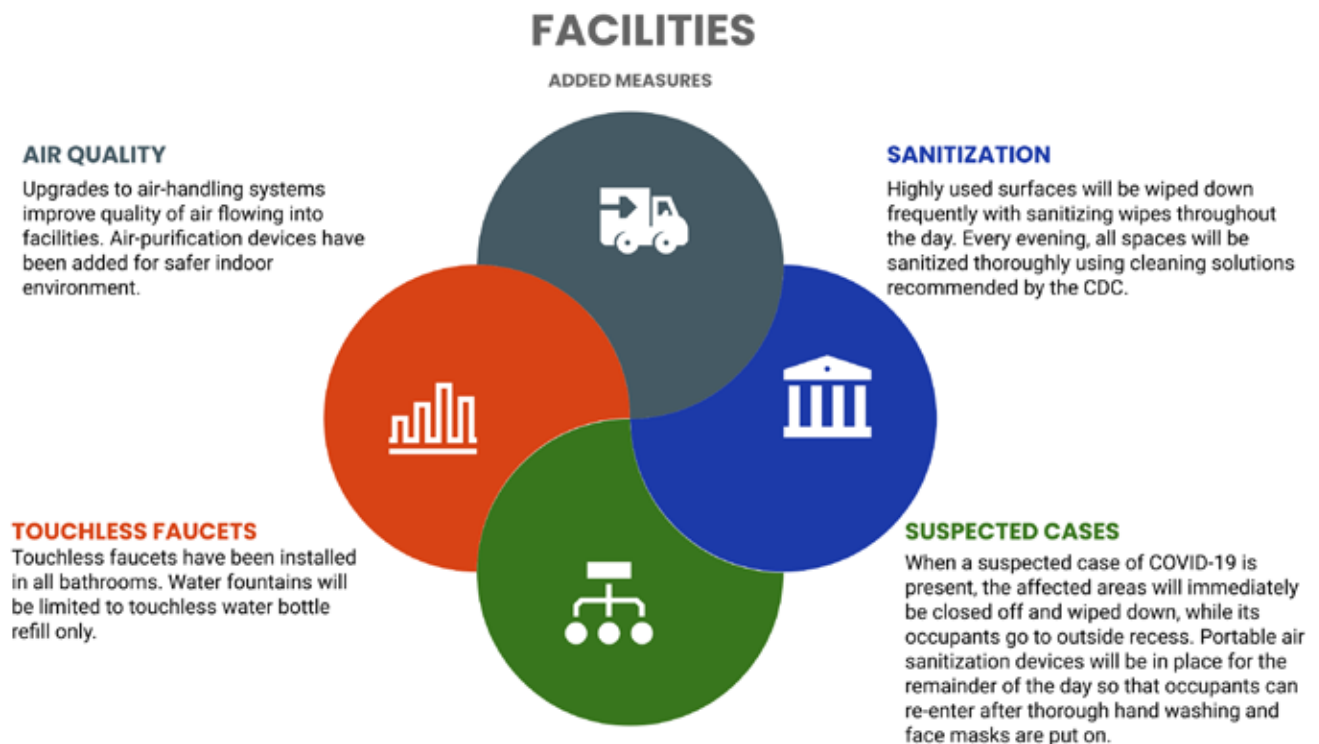 FACILITIES
ADDED MEASURES
AIR QUALITY
Upgrades to air-handling systems
improve quality of air flowing into
facilities. Air-purification devices have
been added for safer indoor
environment.
SANITIZATION
Highly used surfaces will be wiped down
frequently with sanitizing wipes throughout
the day. Every evening, all spaces will be
sanitized thoroughly using cleaning solutions
recommended by the CDC.
TOUCHLESS FAUCETS
Touchless faucets have been installed
in all bathrooms. Water fountains will
be limited to touchless water bottle
refill only.
SUSPECTED CASES
When a suspected case of COVID-19 is
present, the affected areas will immediately
be closed off and wiped down, while its
occupants go to outside recess. Portable air
sanitization devices will be in place for the
remainder of the day so that occupants can
re-enter after thorough hand washing and
face masks are put on.